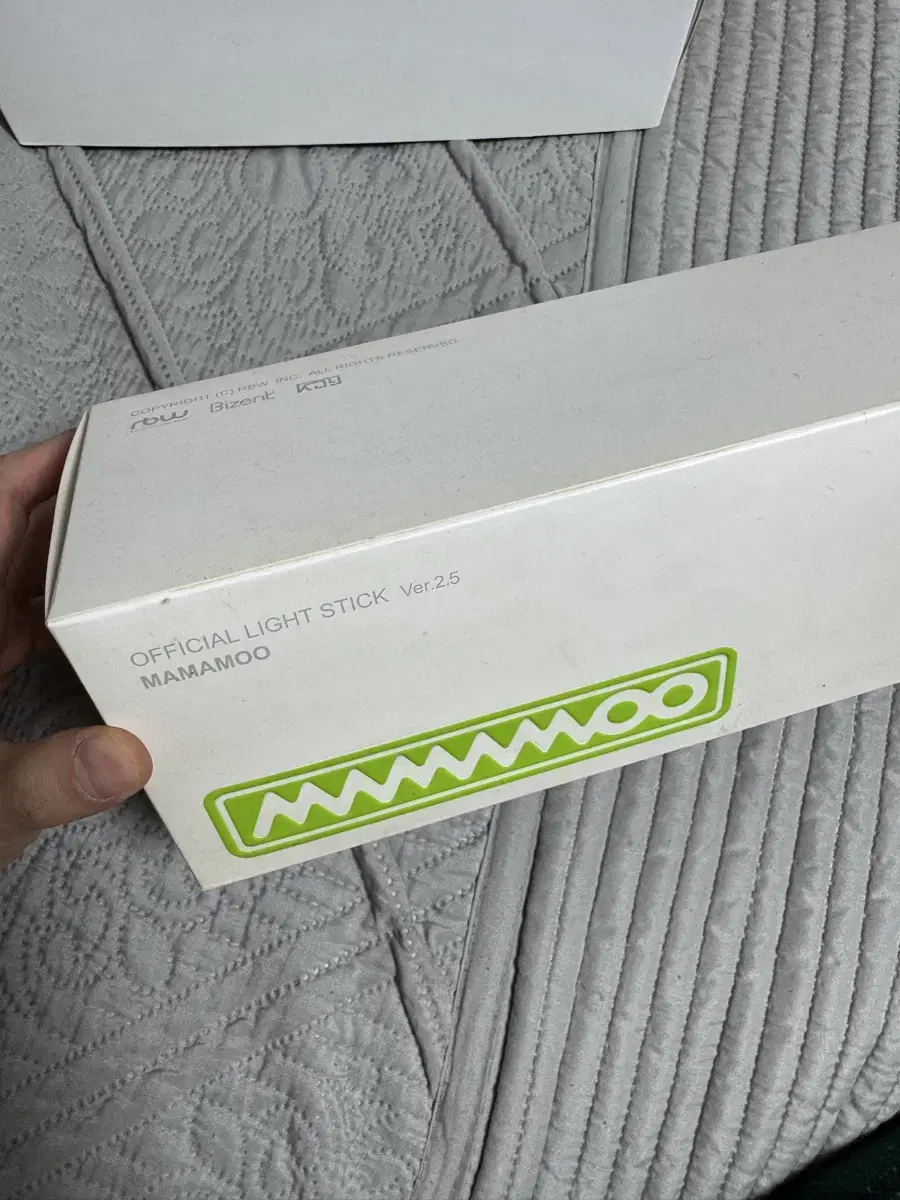 COPYRIGHT (C) RBW, INC. ALL RIGHTS RESERVED.
rbw Bizent
OFFICIAL LIGHT STICK Ver.2.5
MAMAMOO
MAMAMOO